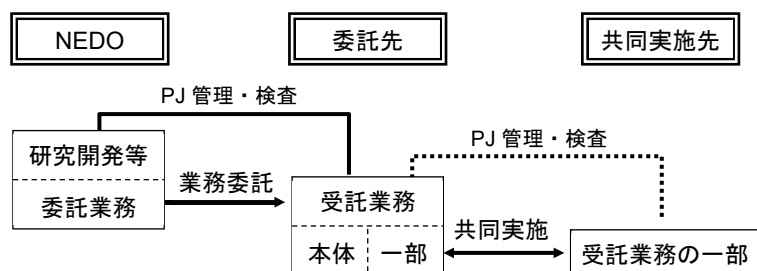 NEDO
委託先
共同実施先
PJ 管理・検査
PJ 管理・検査
研究開発等
業務委託
委託業務
受託業務
共同実施
本体
一部
受託業務の一部